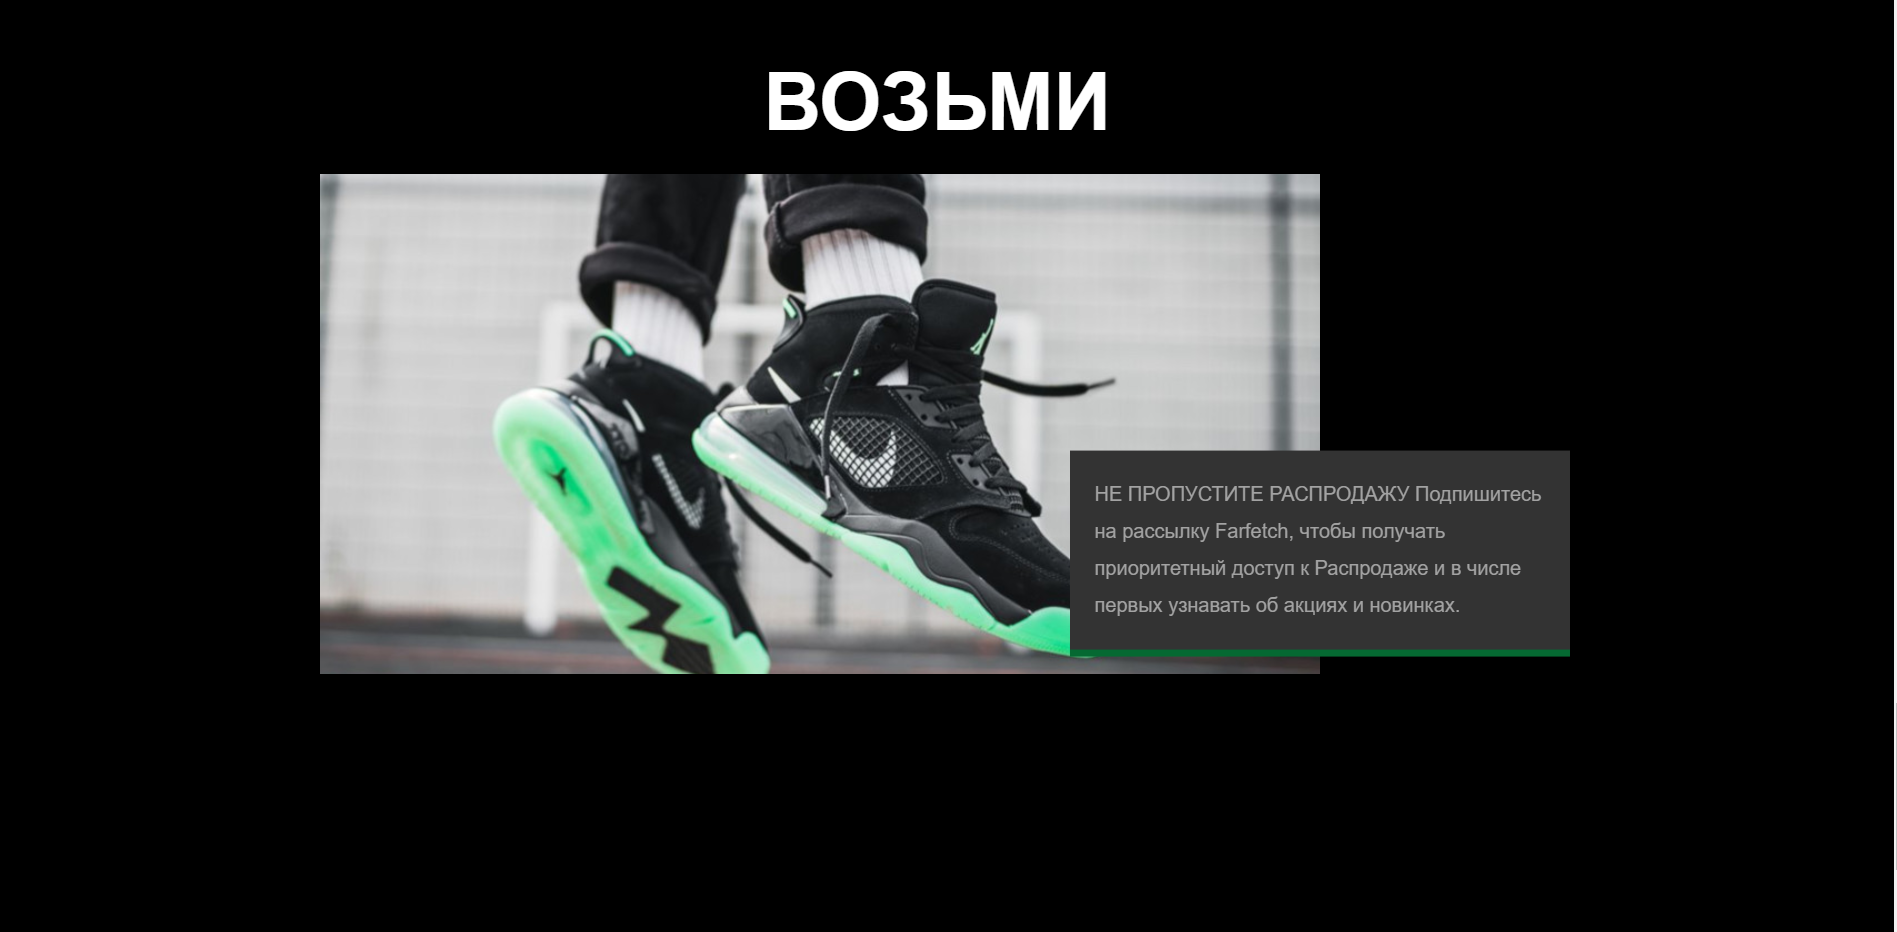 ВОЗЬМИ
НЕ ПРОПУСТИТЕ РАСПРОДАЖУ Подпишитесь
на рассылку Farfetch, чтобы получать
приоритетный доступ к Распродаже и в числе
первых узнавать об акциях и новинках.